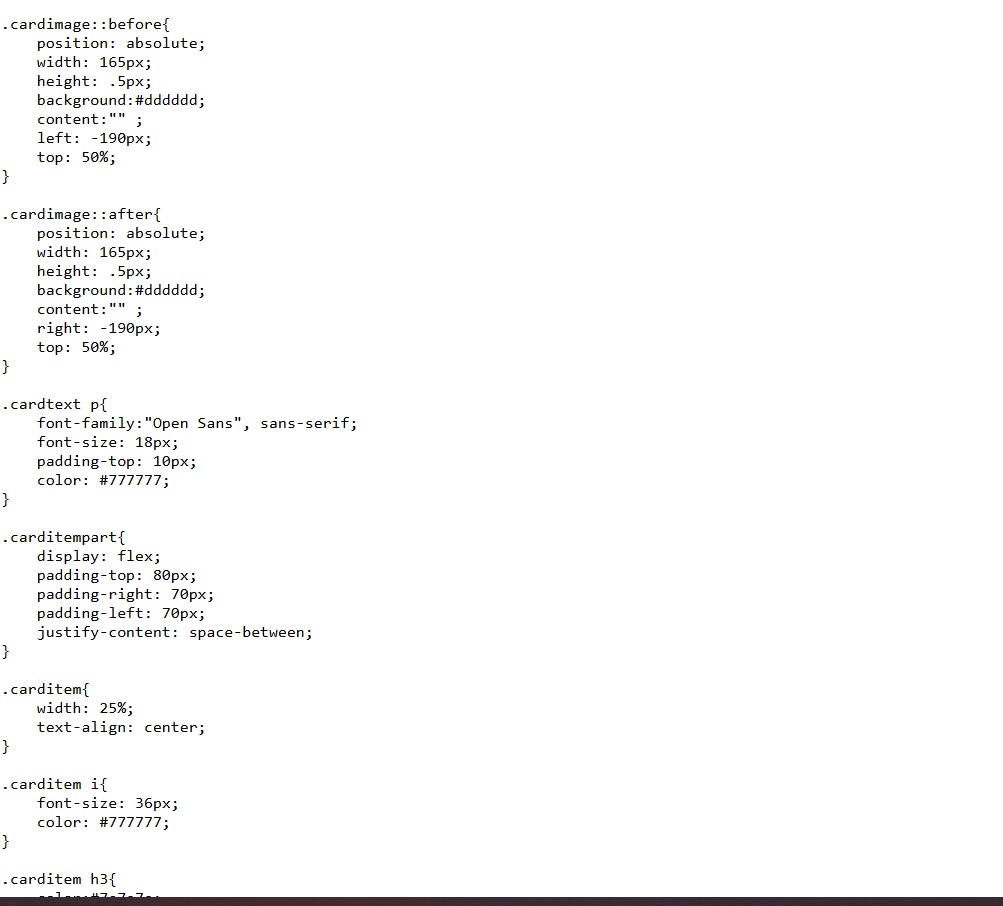 .cardimage::before{
    position: absolute;
    width: 165px;
    height: .5px;
    background:#dddddd;
    content:"" ;
    left: -190px;
    top: 50%;
}

.cardimage::after{
    position: absolute;
    width: 165px;
    height: .5px;
    background:#dddddd;
    content:"" ;
    right: -190px;
    top: 50%;
}

.cardtext p{
    font-family:"Open Sans", sans-serif;
    font-size: 18px;
    padding-top: 10px;
    color: #777777;
}

.carditempart{
    display: flex;
    padding-top: 80px;
    padding-right: 70px;
    padding-left: 70px;
    justify-content: space-between;
}

.carditem{
    width: 25%;
    text-align: center;
}

.carditem i{
    font-size: 36px;
    color: #777777;
}

.carditem h3{